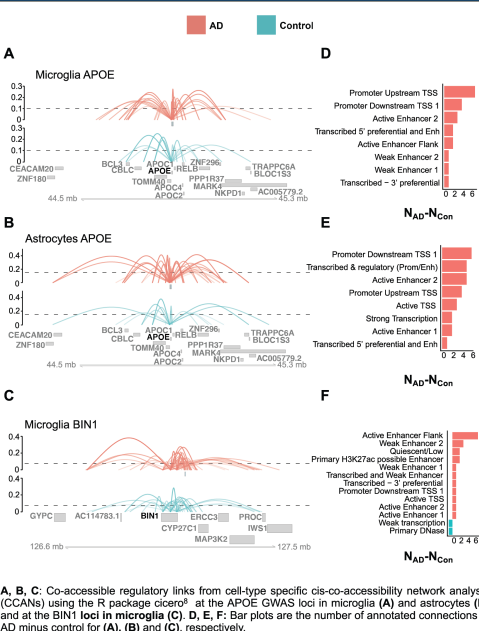 AD
Control
A
Microglia APOE
0.3
0.2
0.1
0
0.3
0.2
0.1
0
CEACAM20
ZNF180
BCL3
CBLC
APOC1
APOE
TOMM40
APOC4
APOC2
RELB
ZNF296
PPP1R37
MARK4
NKPD1
TRAPPC6A
BLOC1S3
AC005779.2
44.5 mb
45.3 mb
D
Promoter Upstream TSS
Promoter Downstream TSS 1
Active Enhancer 2
Transcribed 5' preferential and Enh
Active Enhancer Flank
Weak Enhancer 2
Weak Enhancer 1
Transcribed − 3' preferential
0 2 4 6
NAD-NCon
B
Astrocytes APOE
0.4
0.2
0
0.4
0.2
0
CEACAM20
ZNF180
BCL3
CBLC
APOC1
APOE
TOMM40
APOC4
APOC2
RELB
ZNF296
PPP1R37
MARK4
NKPD1
TRAPPC6A
BLOC1S3
AC005779.2
44.5 mb
45.3 mb
E
Promoter Downstream TSS 1
Transcribed & regulatory (Prom/Enh)
Active Enhancer 2
Promoter Upstream TSS
Active TSS
Strong Transcription
Active Enhancer 1
Transcribed 5' preferential and Enh
0 2 4 6
NAD-NCon
C
Microglia BIN1
0.4
0.2
0
0.4
0.2
0
GYPC
AC114783.1
BIN1
CYP27C1
ERCC3
MAP3K2
PROC
IWS1
126.6 mb
127.5 mb
F
Active Enhancer Flank
Weak Enhancer 2
Quiescent/Low
Primary H3K27ac possible Enhancer
Weak Enhancer 1
Transcribed and Weak Enhancer
Transcribed − 3' preferential
Promoter Downstream TSS 1
Active TSS
Active Enhancer 2
Active Enhancer 1
Weak transcription
Primary DNase
0 2 4 6
NAD-NCon
A, B, C: Co-accessible regulatory links from cell-type specific cis-co-accessibility network analys
(CCANs) using the R package cicero8 at the APOE GWAS loci in microglia (A) and astrocytes (
and at the BIN1 loci in microglia (C). D, E, F: Bar plots are the number of annotated connections
AD minus control for (A), (B) and (C), respectively.